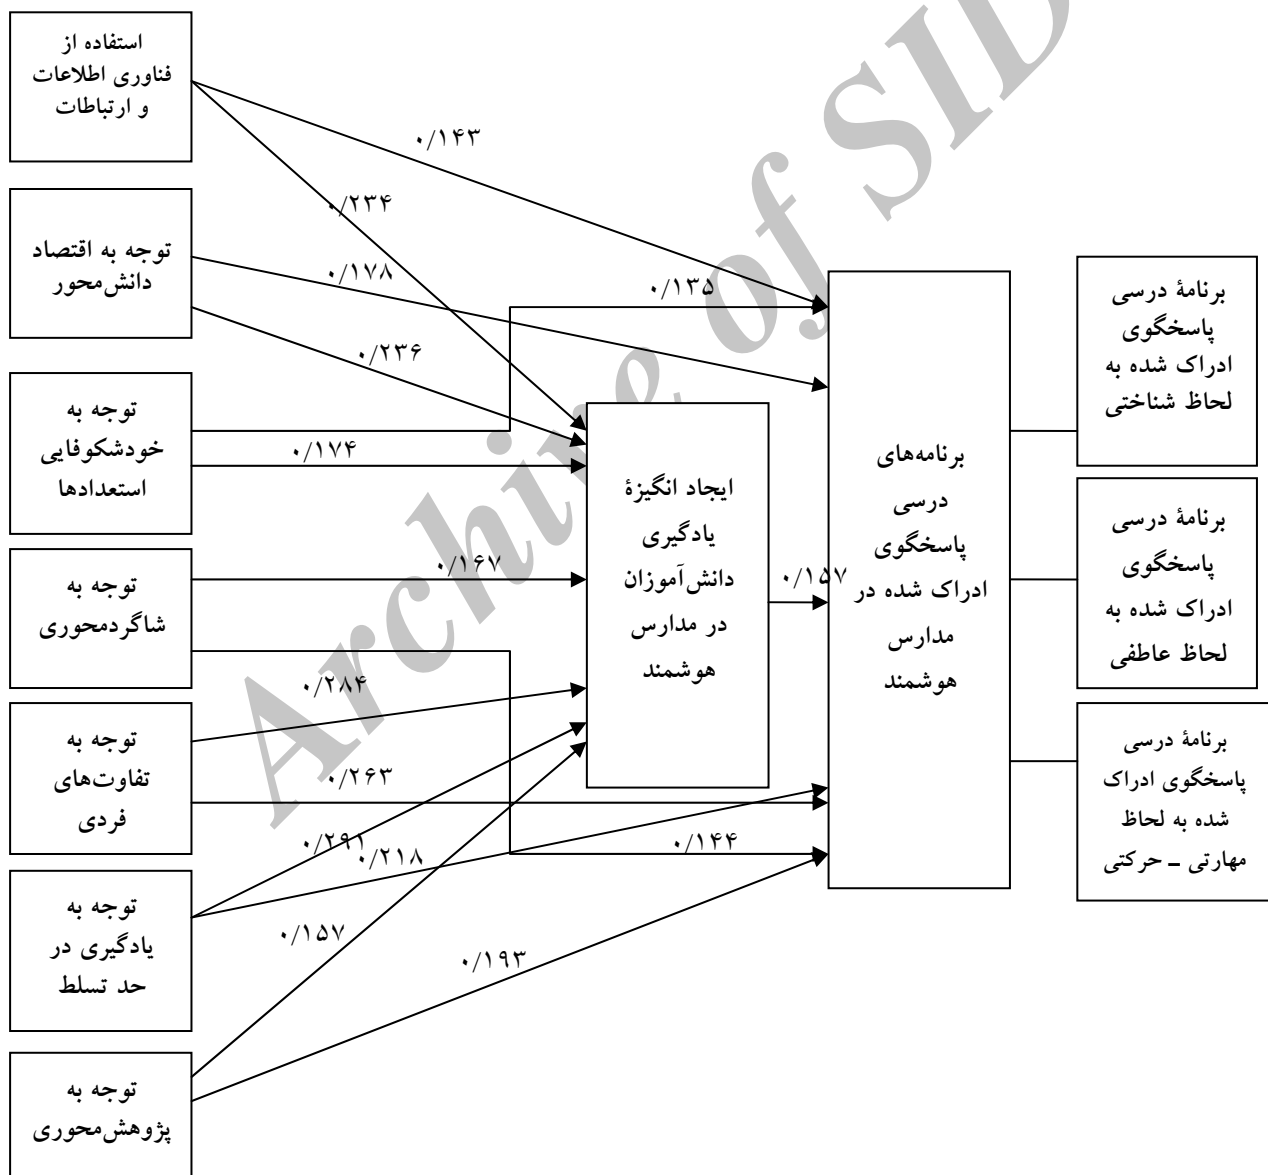 استفاده از
فناوری اطلاعات
و ارتباطات
توجه به اقتصاد
دانش‌محور
توجه به
خودشکوفایی
استعدادها
توجه به
شاگردمحوری
توجه به
تفاوت‌های
فردی
توجه به
یادگیری در
حد تسلط
توجه به
پژوهش‌محوری
۰/۱۴۳
۰/۲۳۴
۰/۱۷۸
۰/۱۳۵
۰/۲۳۶
۰/۱۷۴
۰/۱۶۷
۰/۲۸۴
۰/۲۶۳
۰/۲۹۱
۰/۲۱۸
۰/۱۴۴
۰/۱۵۷
۰/۱۹۳
ایجاد انگیزۀ
یادگیری
دانش‌آموزان
در مدارس
هوشمند
۰/۱۵۷
برنامه‌های
درسی
پاسخگوی
ادراک شده در
مدارس
هوشمند
برنامۀ درسی
پاسخگوی
ادراک شده به
لحاظ شناختی
برنامۀ درسی
پاسخگوی
ادراک شده به
لحاظ عاطفی
برنامۀ درسی
پاسخگوی ادراک
شده به لحاظ
مهارتی – حرکتی
Archive of SID